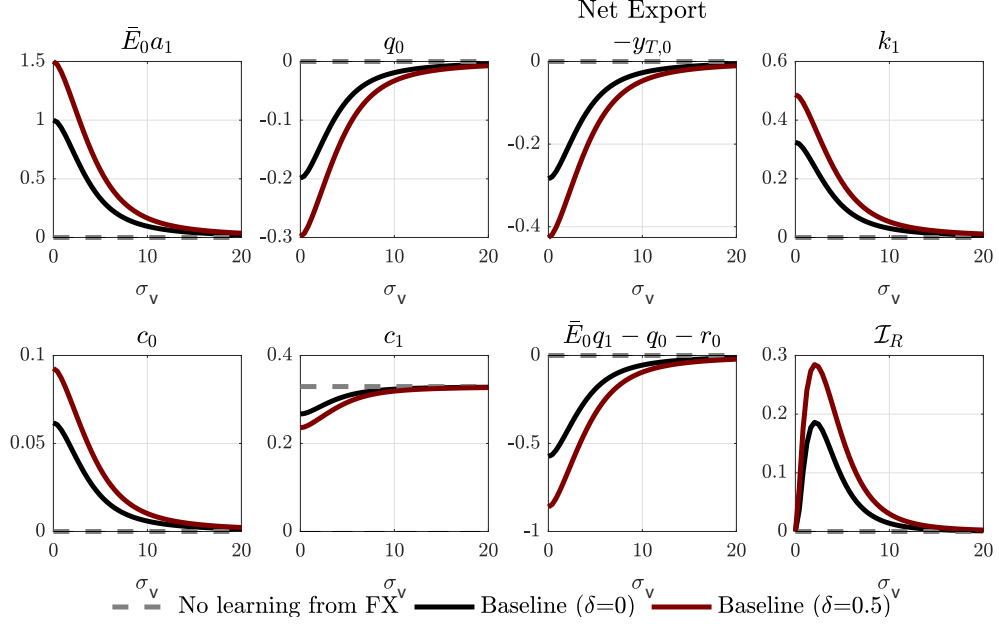 Net Export
Ē₀a₁ q₀ −y_{T,0} k₁
1.5 1 0.5 0
0 -0.1 -0.2 -0.3
0 -0.2 -0.4
0.6 0.4 0.2 0
0 10 20 0 10 20 0 10 20 0 10 20
σ_v σ_v σ_v σ_v
c₀ c₁ Ē₀q₁ − q₀ − r₀ ℐ_R
0.1 0.05 0
0.4 0.2 0
0 -0.5 -1
0.3 0.2 0.1 0
0 10 20 0 10 20 0 10 20 0 10 20
σ_v σ_v σ_v σ_v
No learning from FX Baseline (δ=0) Baseline (δ=0.5)